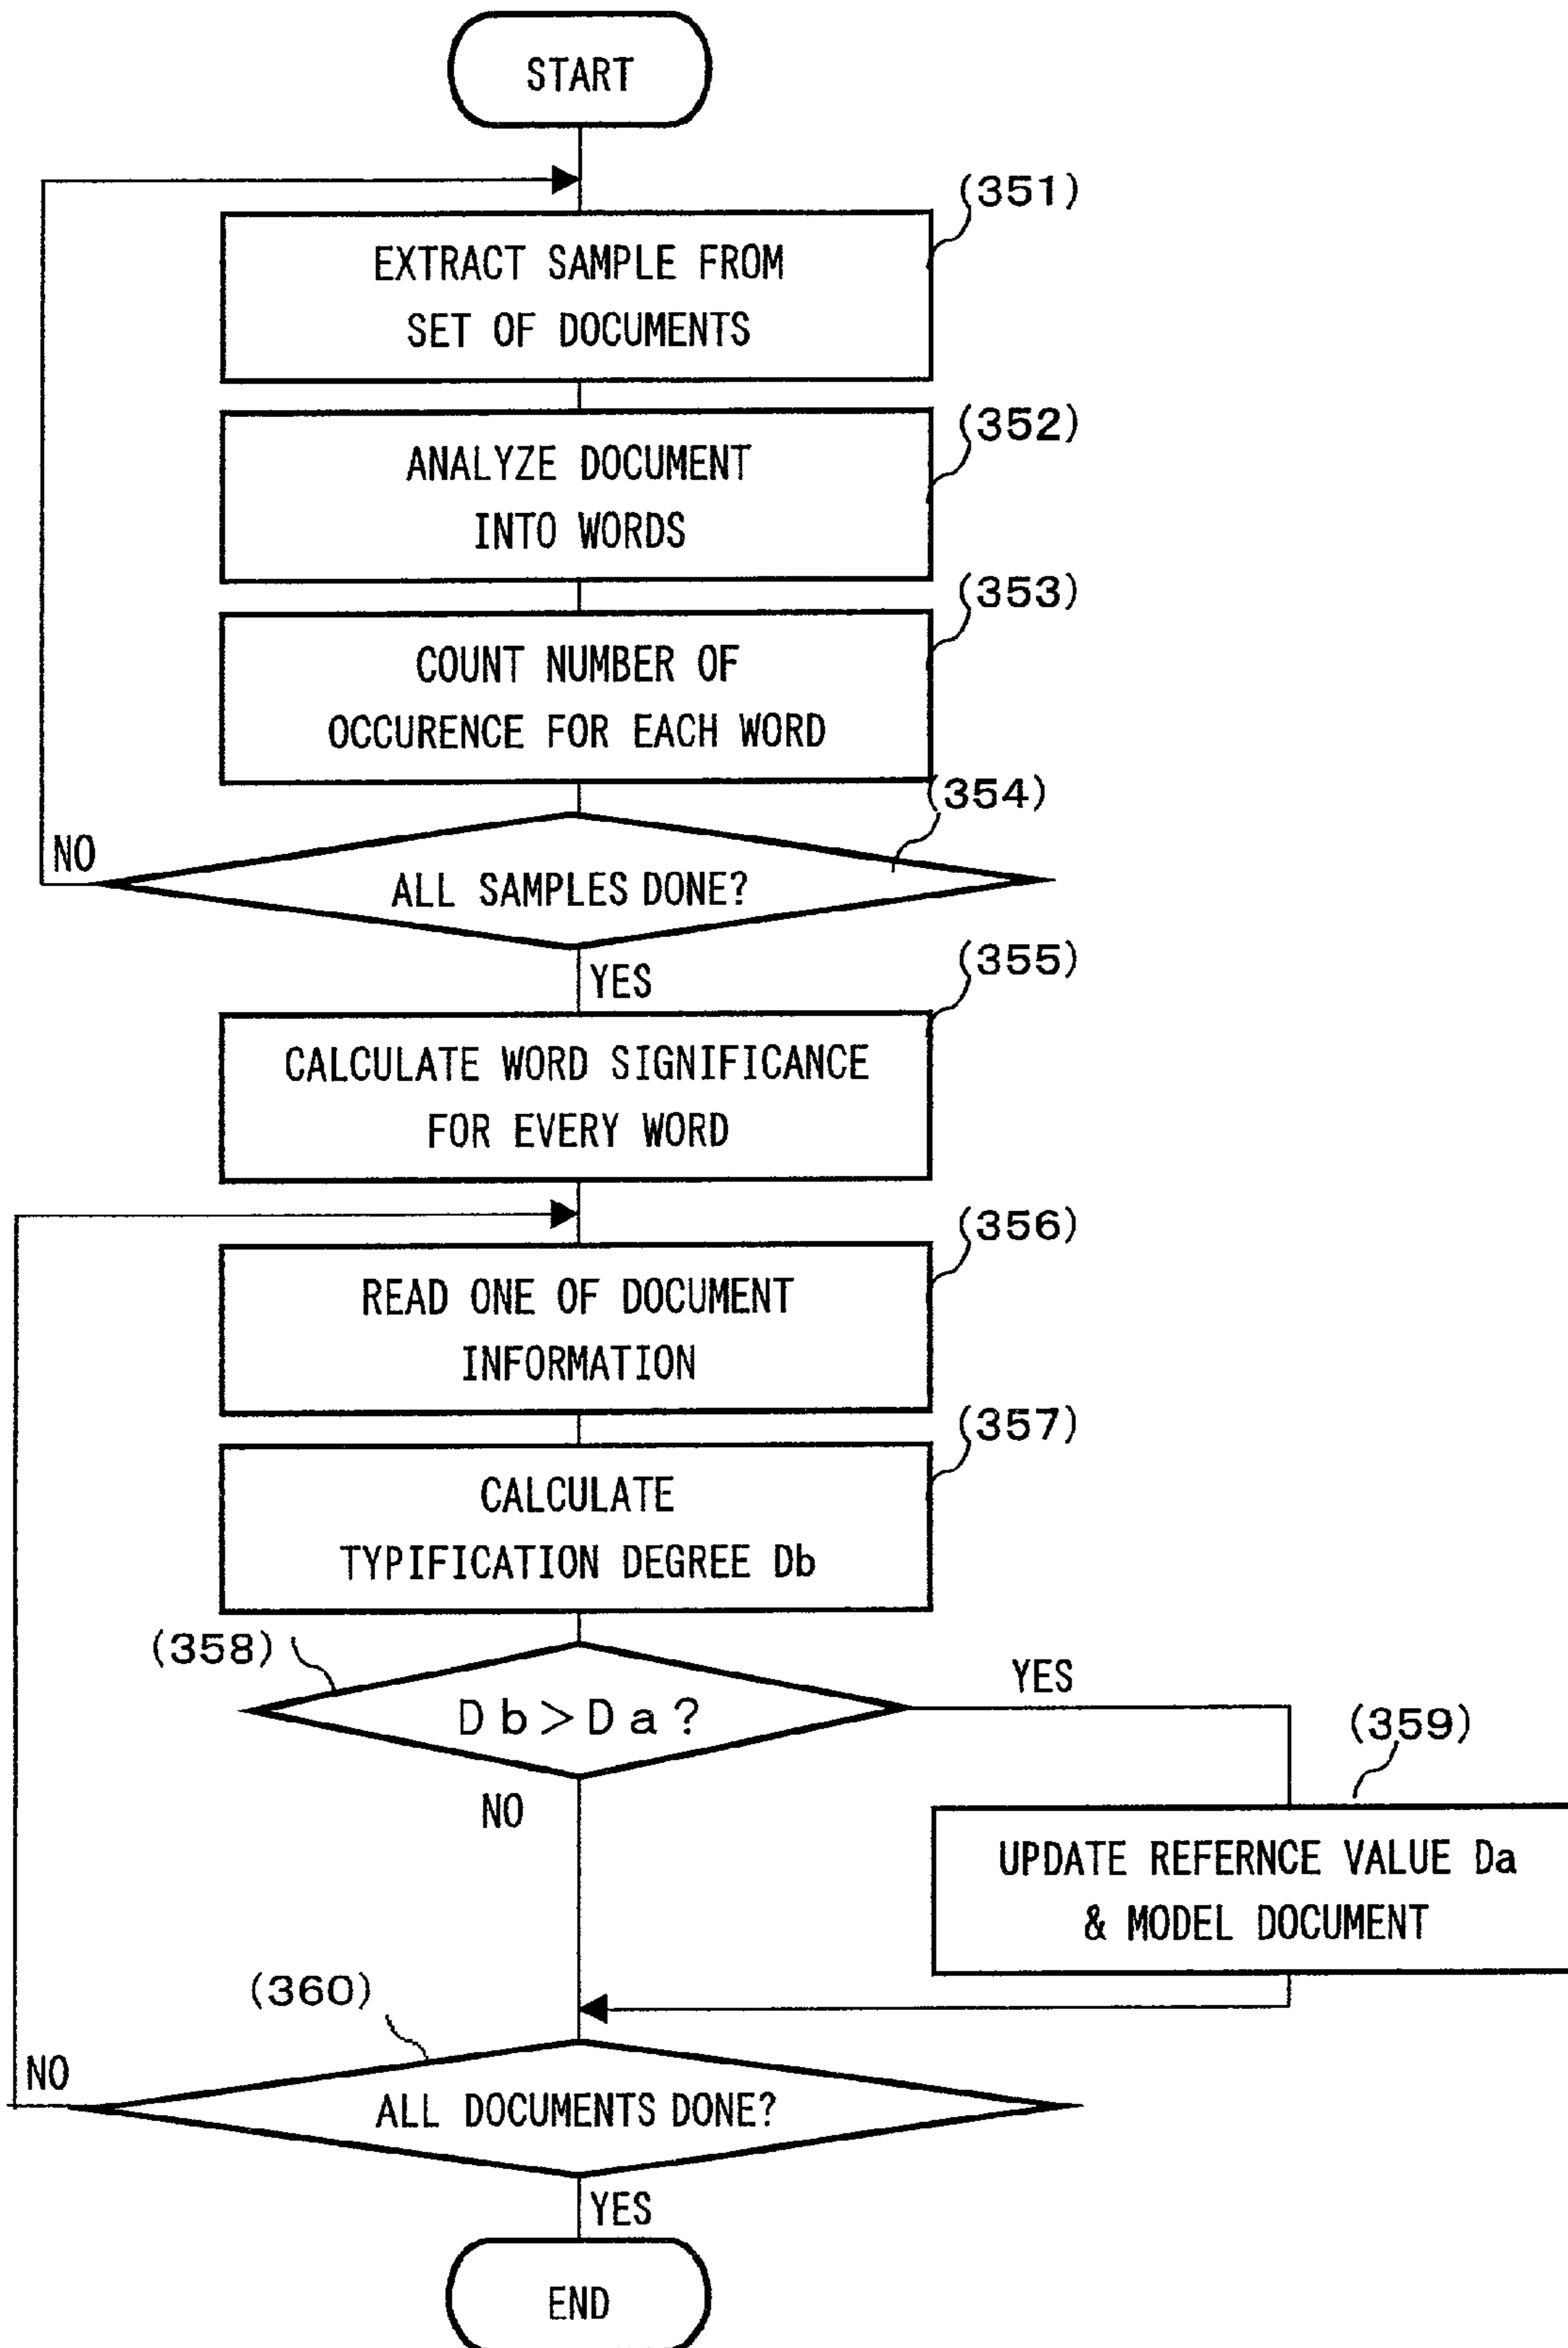 START
(351)
EXTRACT SAMPLE FROM
SET OF DOCUMENTS
(352)
ANALYZE DOCUMENT
INTO WORDS
(353)
COUNT NUMBER OF
OCCURENCE FOR EACH WORD
(354)
NO
ALL SAMPLES DONE?
YES
(355)
CALCULATE WORD SIGNIFICANCE
FOR EVERY WORD
(356)
READ ONE OF DOCUMENT
INFORMATION
(357)
CALCULATE
TYPIFICATION DEGREE Db
(358)
Db>Da?
YES
NO
(359)
UPDATE REFERNCE VALUE Da
& MODEL DOCUMENT
(360)
NO
ALL DOCUMENTS DONE?
YES
END